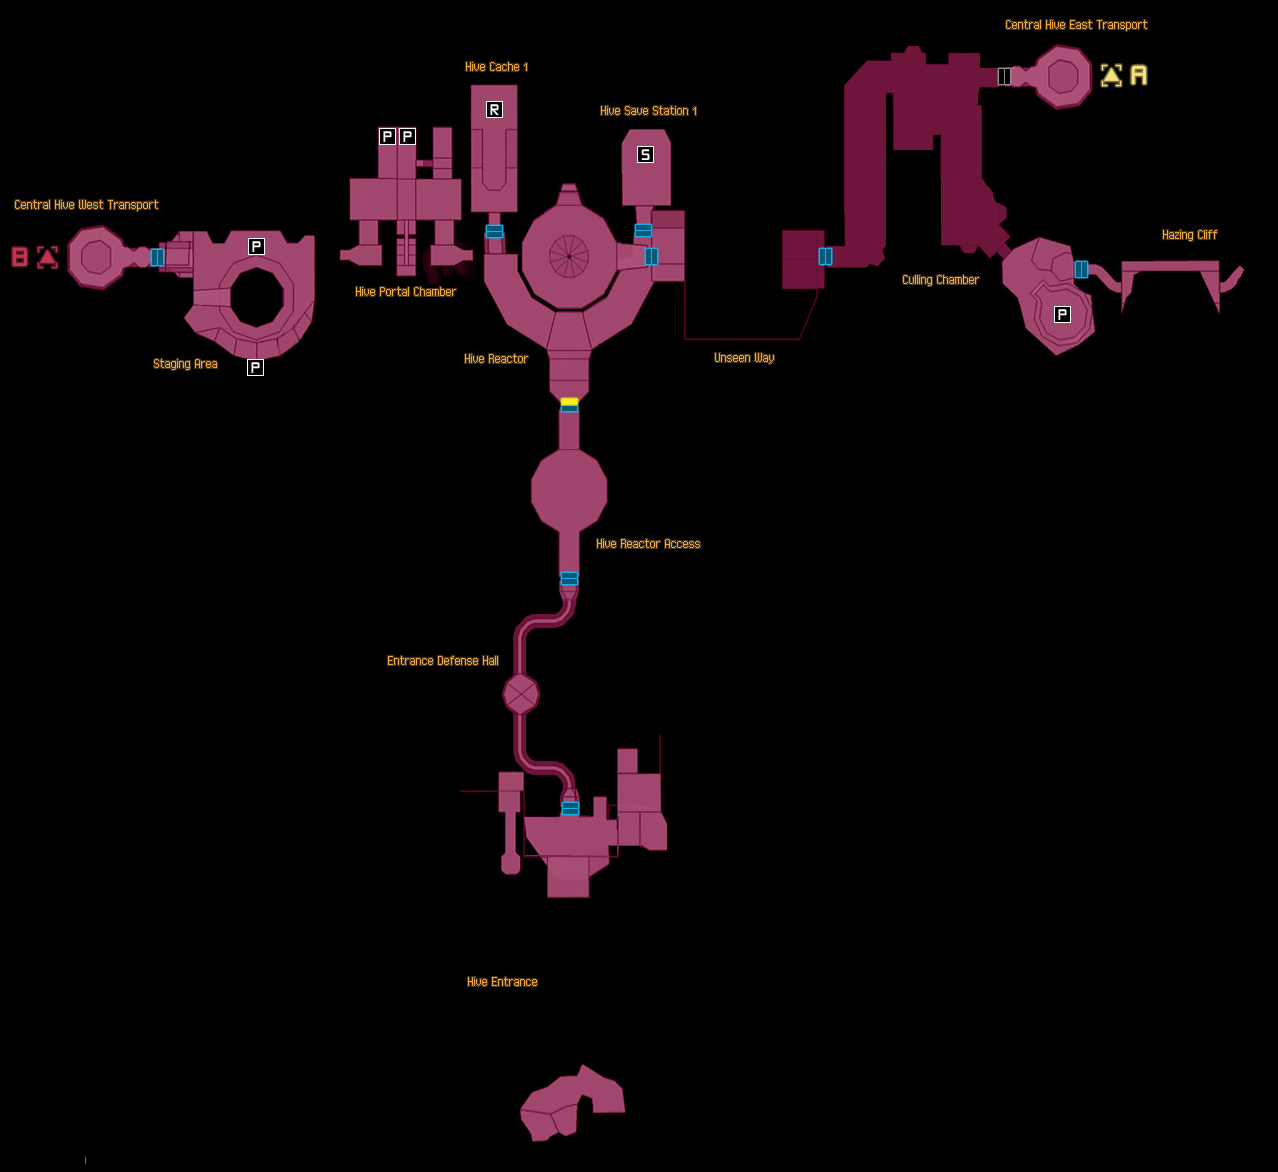 Central Hive East Transport
A
Hive Cache 1
R
Hive Save Station 1
P P
S
Central Hive West Transport
P
B
Hazing Cliff
Culling Chamber
Hive Portal Chamber
P
Staging Area
P
Hive Reactor
Unseen Way
Hive Reactor Access
Entrance Defense Hall
Hive Entrance